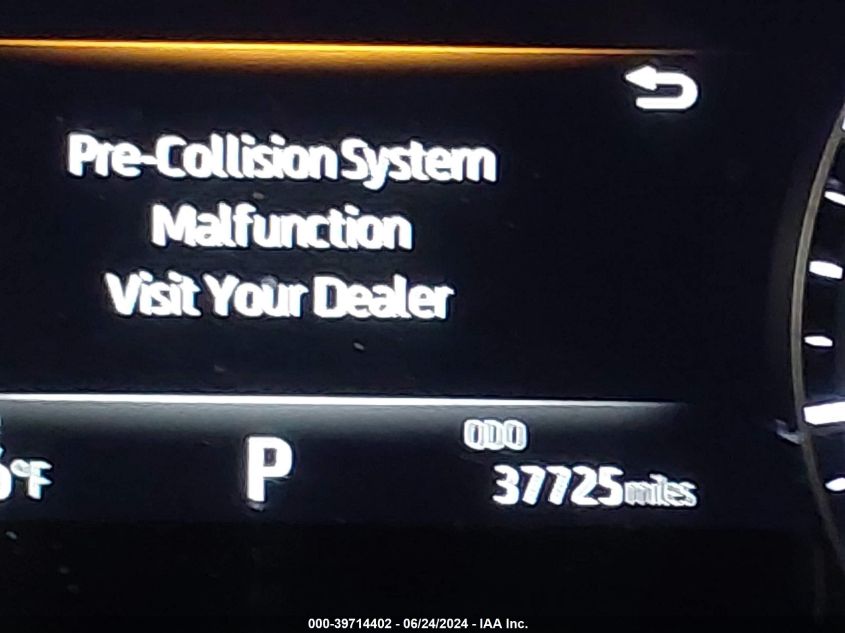 Pre-Collision System
Malfunction
Visit Your Dealer
°F
P
ODO
37725 miles
000-39714402 - 06/24/2024 - IAA Inc.